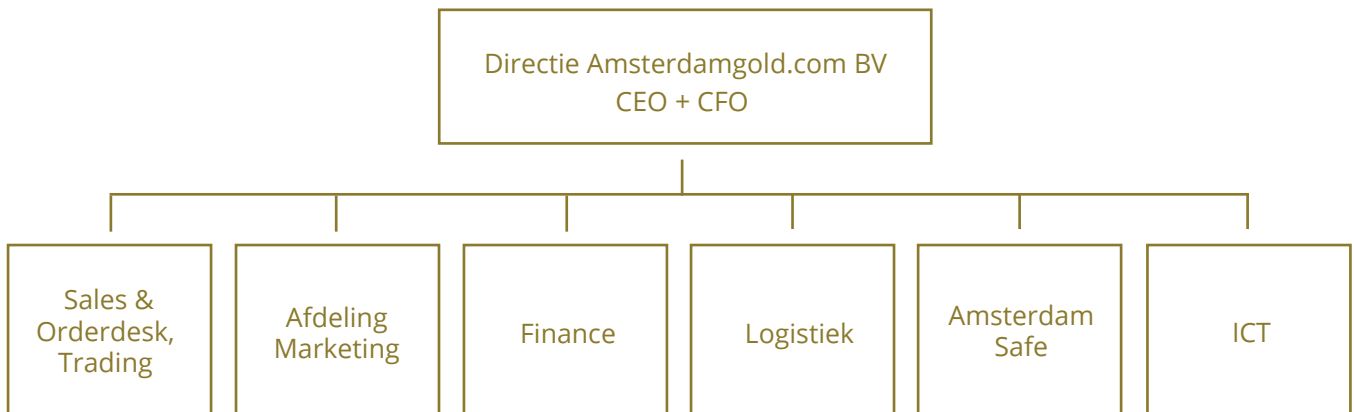 Directie Amsterdamgold.com BV
CEO + CFO
Sales &
Orderdesk,
Trading
Afdeling
Marketing
Finance
Logistiek
Amsterdam
Safe
ICT